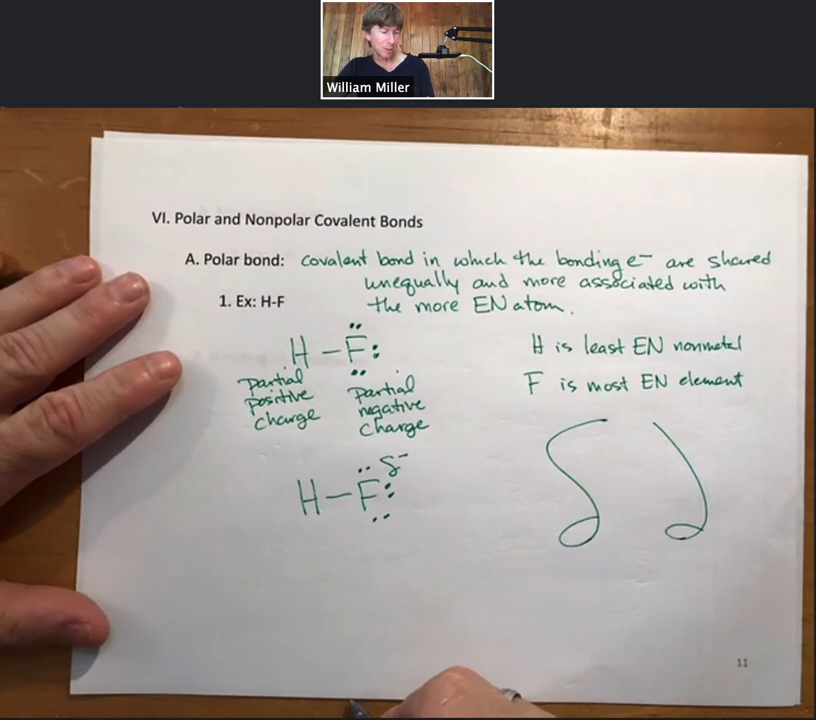 William Miller
VI. Polar and Nonpolar Covalent Bonds
A. Polar bond: covalent bond in which the bonding e⁻ are shared
unequally and more associated with
1. Ex: H-F
the more EN atom.
H — F
H is least EN nonmetal
F is most EN element
partial
positive
charge
partial
negative
charge
δ⁻
H — F
δ
11